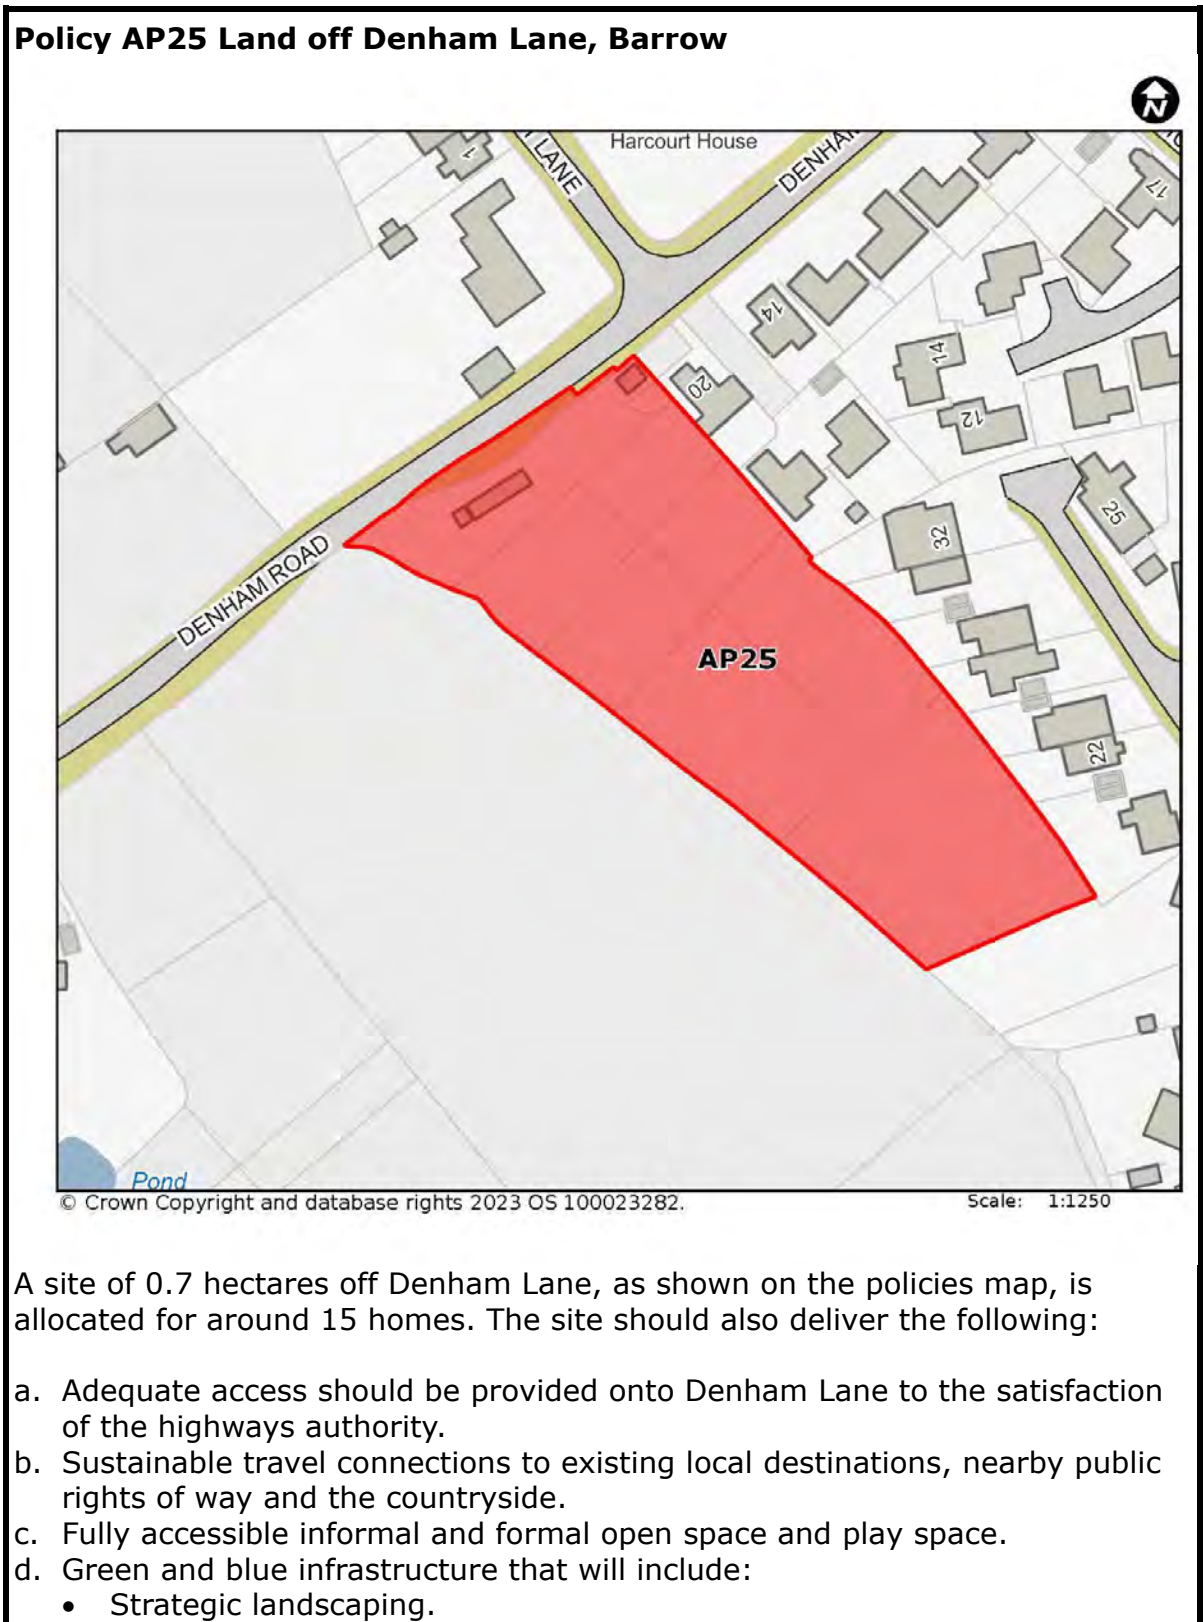 Policy AP25 Land off Denham Lane, Barrow
N
Harcourt House
LANE
DENHA
1
17
14
20
14
12
25
32
DENHAM ROAD
AP25
22
Pond
© Crown Copyright and database rights 2023 OS 100023282.
Scale: 1:1250
A site of 0.7 hectares off Denham Lane, as shown on the policies map, is
allocated for around 15 homes. The site should also deliver the following:
a. Adequate access should be provided onto Denham Lane to the satisfaction
of the highways authority.
b. Sustainable travel connections to existing local destinations, nearby public
rights of way and the countryside.
c. Fully accessible informal and formal open space and play space.
d. Green and blue infrastructure that will include:
• Strategic landscaping.